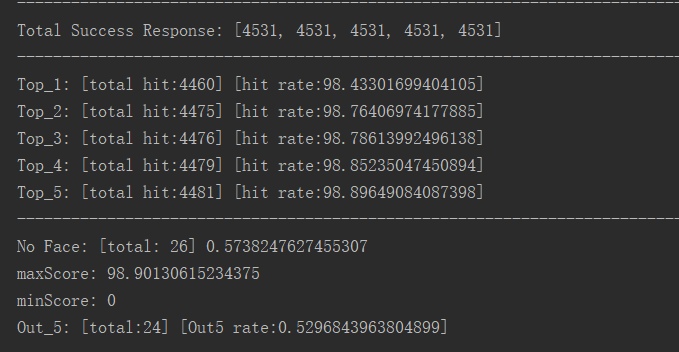 Total Success Response: [4531, 4531, 4531, 4531, 4531]
Top_1: [total hit:4460] [hit rate:98.43301699404105]
Top_2: [total hit:4475] [hit rate:98.76406974177885]
Top_3: [total hit:4476] [hit rate:98.78613992496138]
Top_4: [total hit:4479] [hit rate:98.85235047450894]
Top_5: [total hit:4481] [hit rate:98.89649084087398]
No Face: [total: 26] 0.5738247627455307
maxScore: 98.90130615234375
minScore: 0
Out_5: [total:24] [Out5 rate:0.5296843963804899]